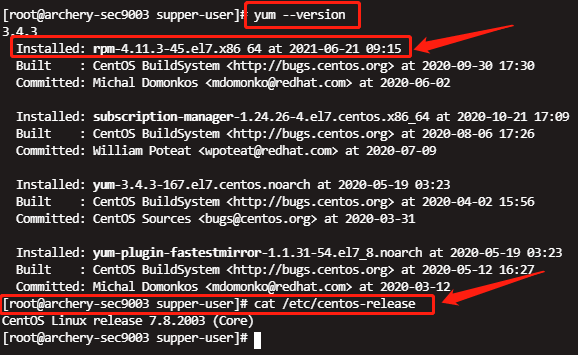 [root@archery-sec9003 supper-user]# yum --version
3.4.3
Installed: rpm-4.11.3-45.el7.x86_64 at 2021-06-21 09:15
Built : CentOS BuildSystem <http://bugs.centos.org> at 2020-09-30 17:30
Committed: Michal Domonkos <mdomonko@redhat.com> at 2020-06-02
Installed: subscription-manager-1.24.26-4.el7.centos.x86_64 at 2020-10-21 17:09
Built : CentOS BuildSystem <http://bugs.centos.org> at 2020-08-06 17:26
Committed: William Poteat <wpoteat@redhat.com> at 2020-07-09
Installed: yum-3.4.3-167.el7.centos.noarch at 2020-05-19 03:23
Built : CentOS BuildSystem <http://bugs.centos.org> at 2020-04-02 15:56
Committed: CentOS Sources <bugs@centos.org> at 2020-03-31
Installed: yum-plugin-fastestmirror-1.1.31-54.el7_8.noarch at 2020-05-19 03:23
Built : CentOS BuildSystem <http://bugs.centos.org> at 2020-05-12 16:27
Committed: Michal Domonkos <mdomonko@redhat.com> at 2020-03-12
[root@archery-sec9003 supper-user]# cat /etc/centos-release
CentOS Linux release 7.8.2003 (Core)
[root@archery-sec9003 supper-user]#